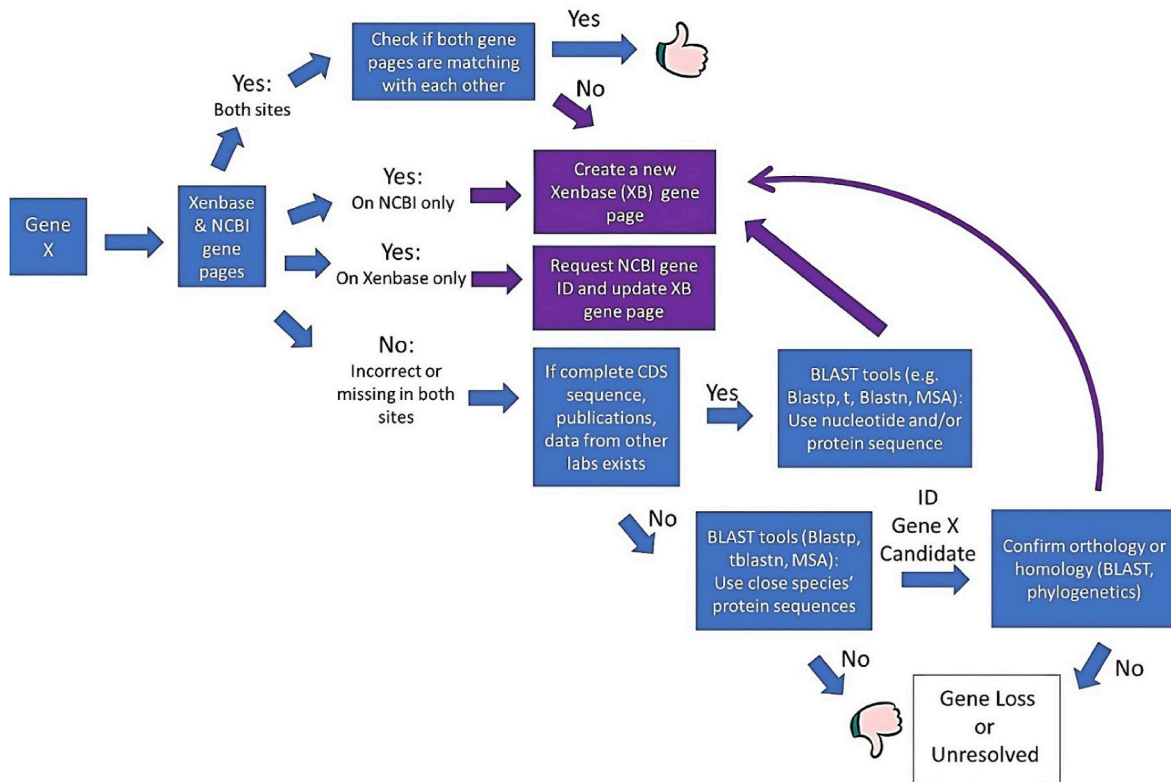 Yes
Check if both gene
pages are matching
with each other
Yes:
Both sites
No
Gene
X
Xenbase
& NCBI
gene
pages
Yes:
On NCBI only
Create a new
Xenbase (XB) gene
page
Yes:
On Xenbase only
Request NCBI gene
ID and update XB
gene page
No:
Incorrect or
missing in both
sites
If complete CDS
sequence,
publications,
data from other
labs exists
Yes
BLAST tools (e.g.
Blastp, t, Blastn, MSA):
Use nucleotide and/or
protein sequence
No
BLAST tools (Blastp,
tblastn, MSA):
Use close species'
protein sequences
ID
Gene X
Candidate
Confirm orthology or
homology (BLAST,
phylogenetics)
No
No
Gene Loss
or
Unresolved